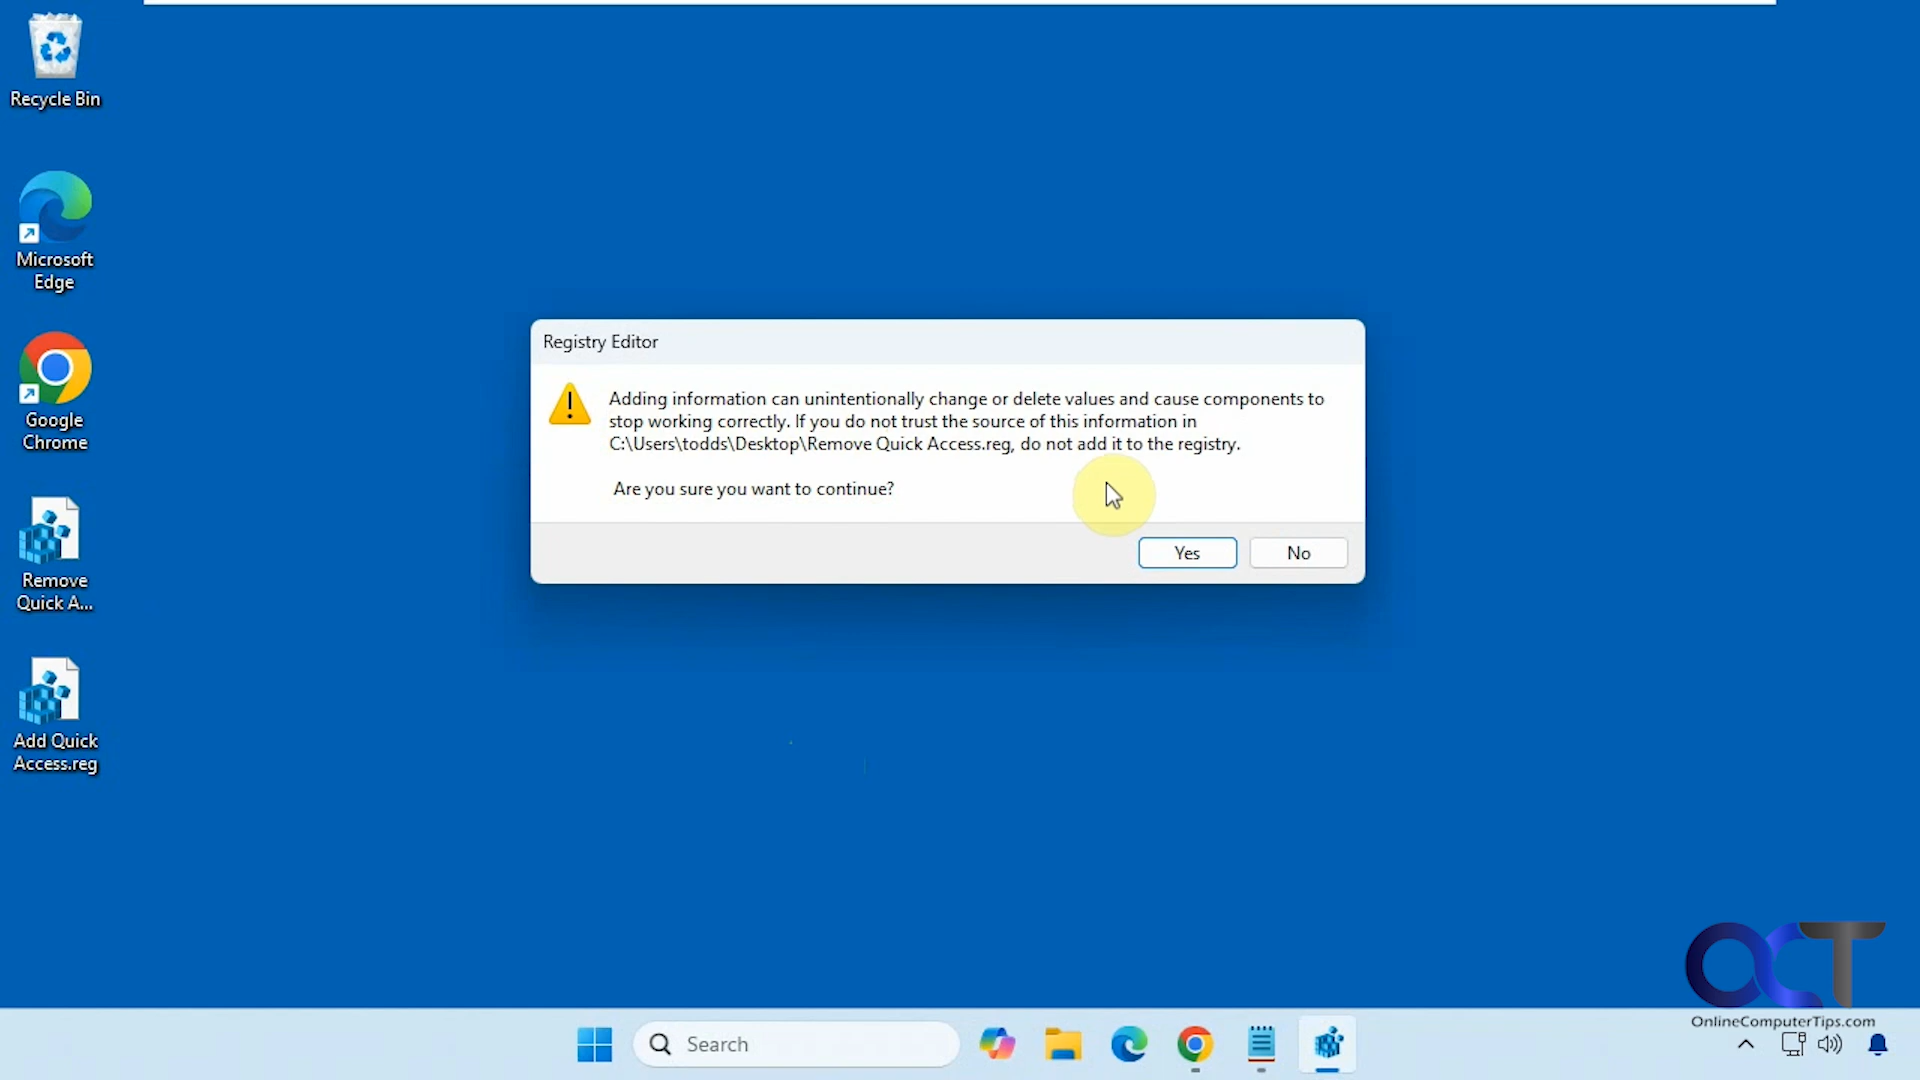 Recycle Bin
Microsoft
Edge
Google
Chrome
Remove
Quick A...
Add Quick
Access.reg
Registry Editor
Adding information can unintentionally change or delete values and cause components to
stop working correctly. If you do not trust the source of this information in
C:\Users\todds\Desktop\Remove Quick Access.reg, do not add it to the registry.
Are you sure you want to continue?
Yes
No
OCT
OnlineComputerTips.com
Search